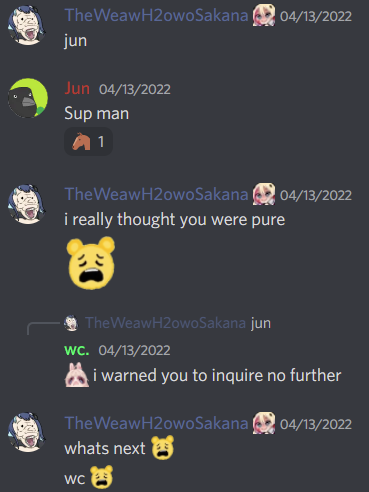 TheWeawH2owoSakana 04/13/2022
jun
Jun 04/13/2022
Sup man
1
TheWeawH2owoSakana 04/13/2022
i really thought you were pure
TheWeawH2owoSakana jun
wc. 04/13/2022
i warned you to inquire no further
TheWeawH2owoSakana 04/13/2022
whats next
wc